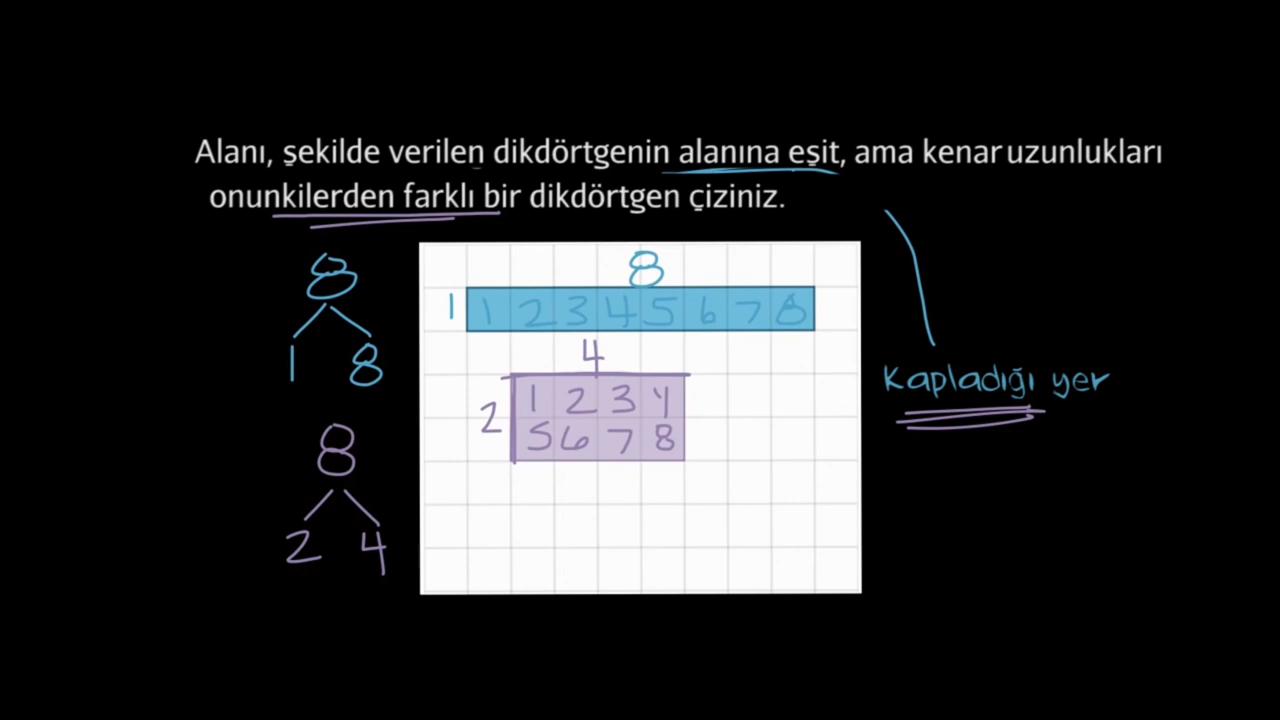 Alanı, şekilde verilen dikdörtgenin alanına eşit, ama kenar uzunlukları
onunkilerden farklı bir dikdörtgen çiziniz.
8
1 8
8
2 4
8
1 1 2 3 4 5 6 7 8
4
2 1 2 3 4
5 6 7 8
Kapladığı yer